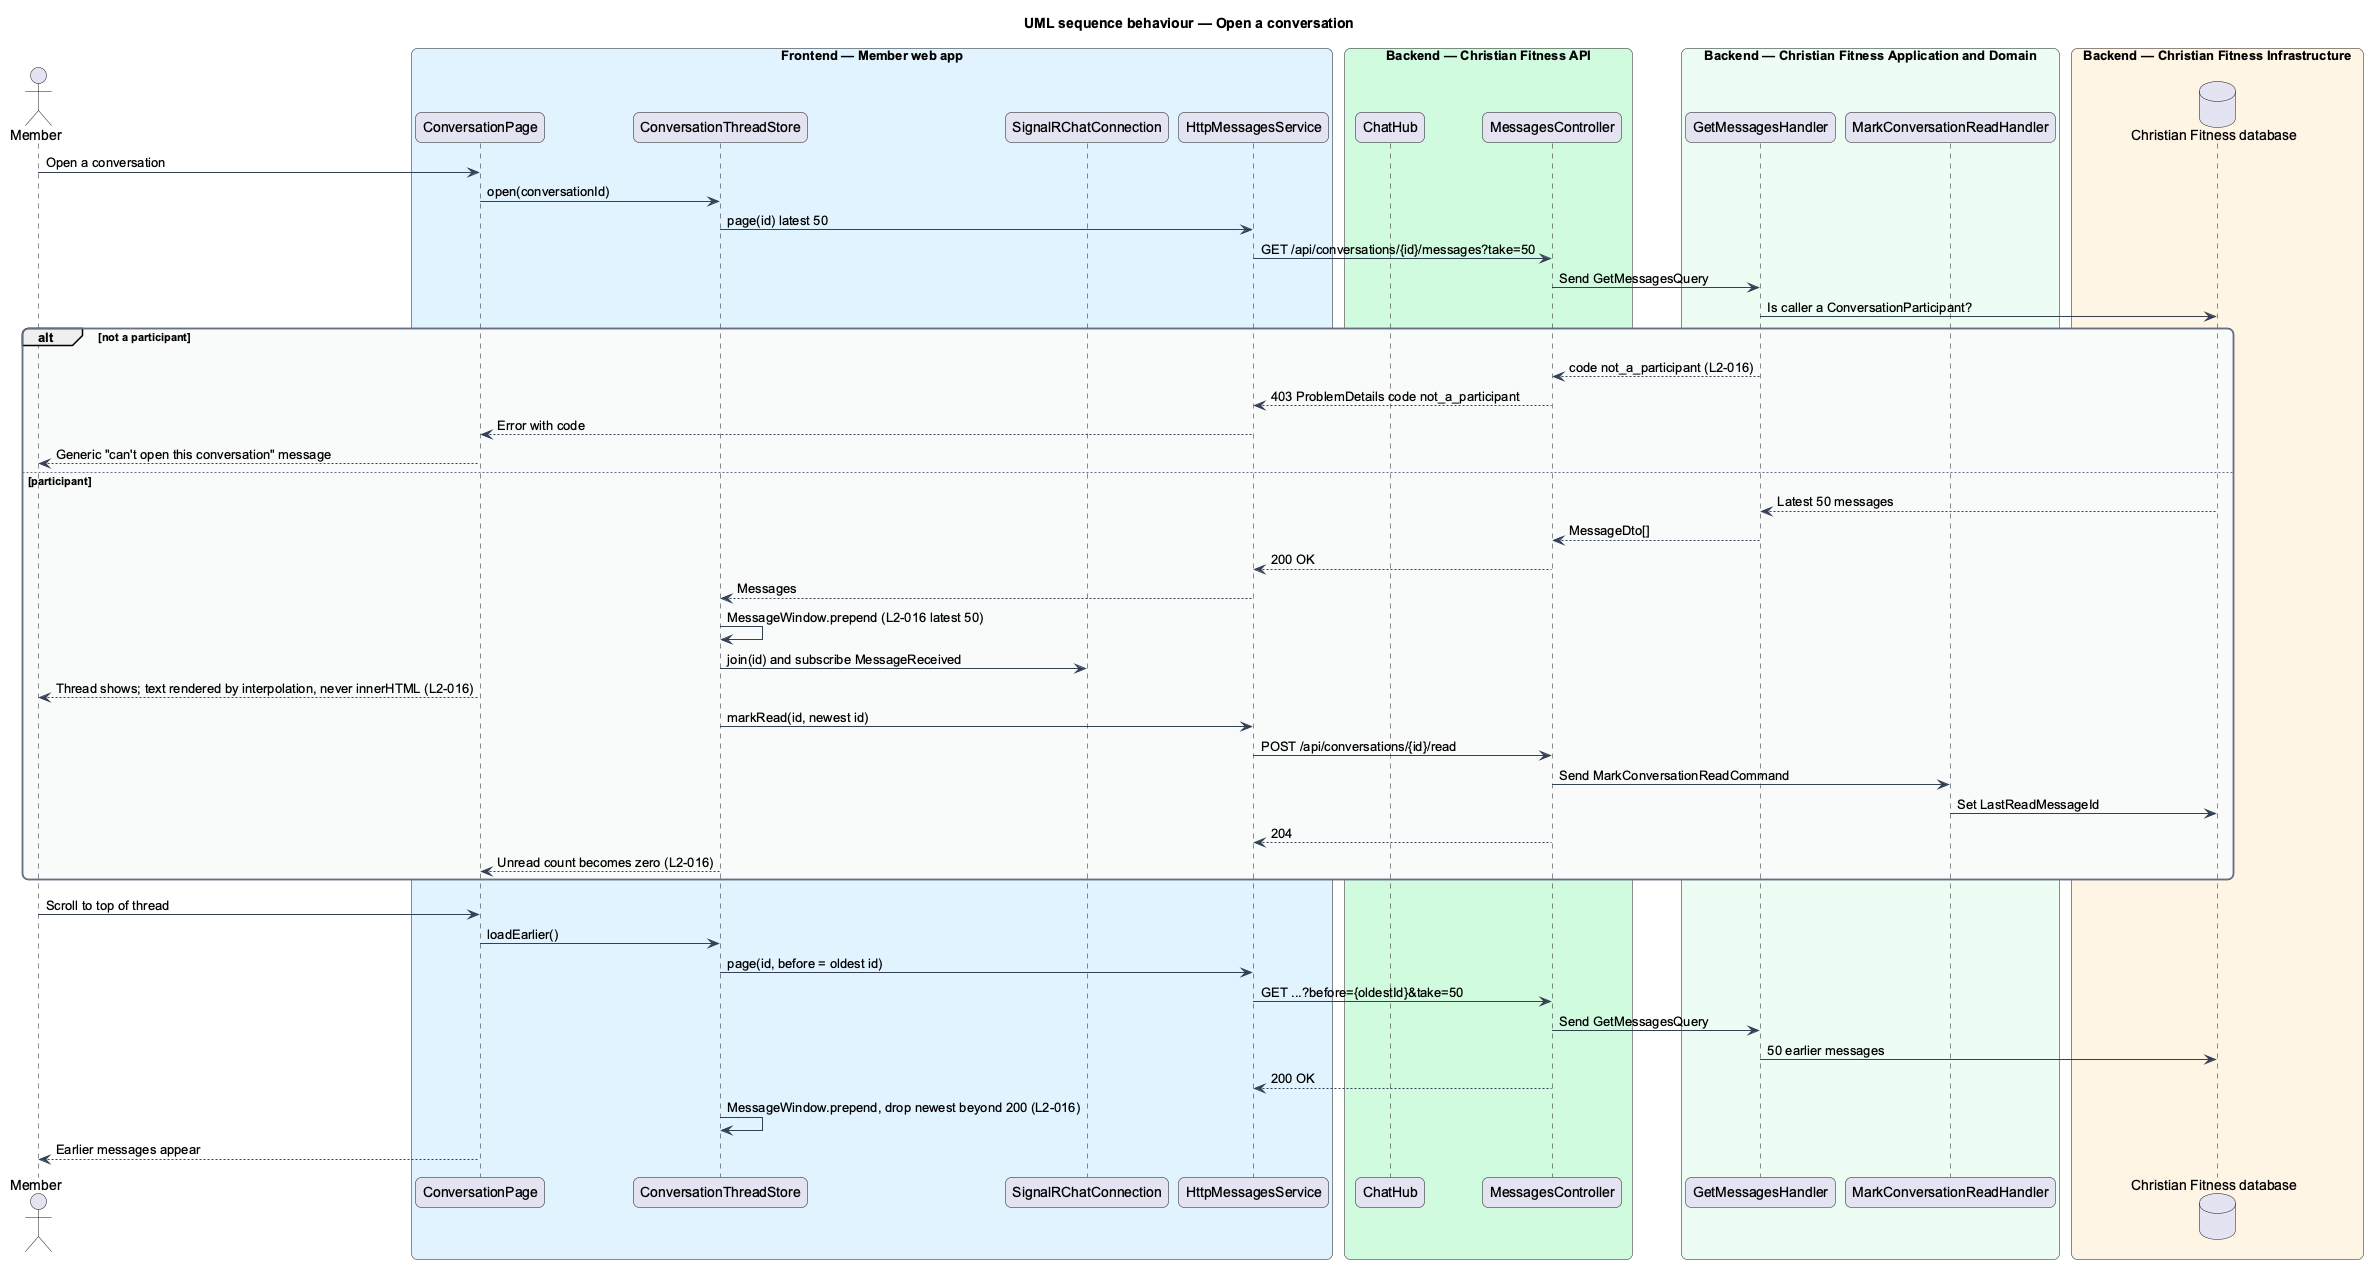 UML sequence behaviour — Open a conversation
Frontend — Member web app
Backend — Christian Fitness API
Backend — Christian Fitness Application and Domain
Backend — Christian Fitness Infrastructure
Member
ConversationPage
ConversationThreadStore
SignalRChatConnection
HttpMessagesService
ChatHub
MessagesController
GetMessagesHandler
MarkConversationReadHandler
Christian Fitness database
Open a conversation
open(conversationId)
page(id) latest 50
GET /api/conversations/{id}/messages?take=50
Send GetMessagesQuery
Is caller a ConversationParticipant?
alt
[not a participant]
code not_a_participant (L2-016)
403 ProblemDetails code not_a_participant
Error with code
Generic "can't open this conversation" message
[participant]
Latest 50 messages
MessageDto[]
200 OK
Messages
MessageWindow.prepend (L2-016 latest 50)
join(id) and subscribe MessageReceived
Thread shows; text rendered by interpolation, never innerHTML (L2-016)
markRead(id, newest id)
POST /api/conversations/{id}/read
Send MarkConversationReadCommand
Set LastReadMessageId
204
Unread count becomes zero (L2-016)
Scroll to top of thread
loadEarlier()
page(id, before = oldest id)
GET ...?before={oldestId}&take=50
Send GetMessagesQuery
50 earlier messages
200 OK
MessageWindow.prepend, drop newest beyond 200 (L2-016)
Earlier messages appear
Member
ConversationPage
ConversationThreadStore
SignalRChatConnection
HttpMessagesService
ChatHub
MessagesController
GetMessagesHandler
MarkConversationReadHandler
Christian Fitness database